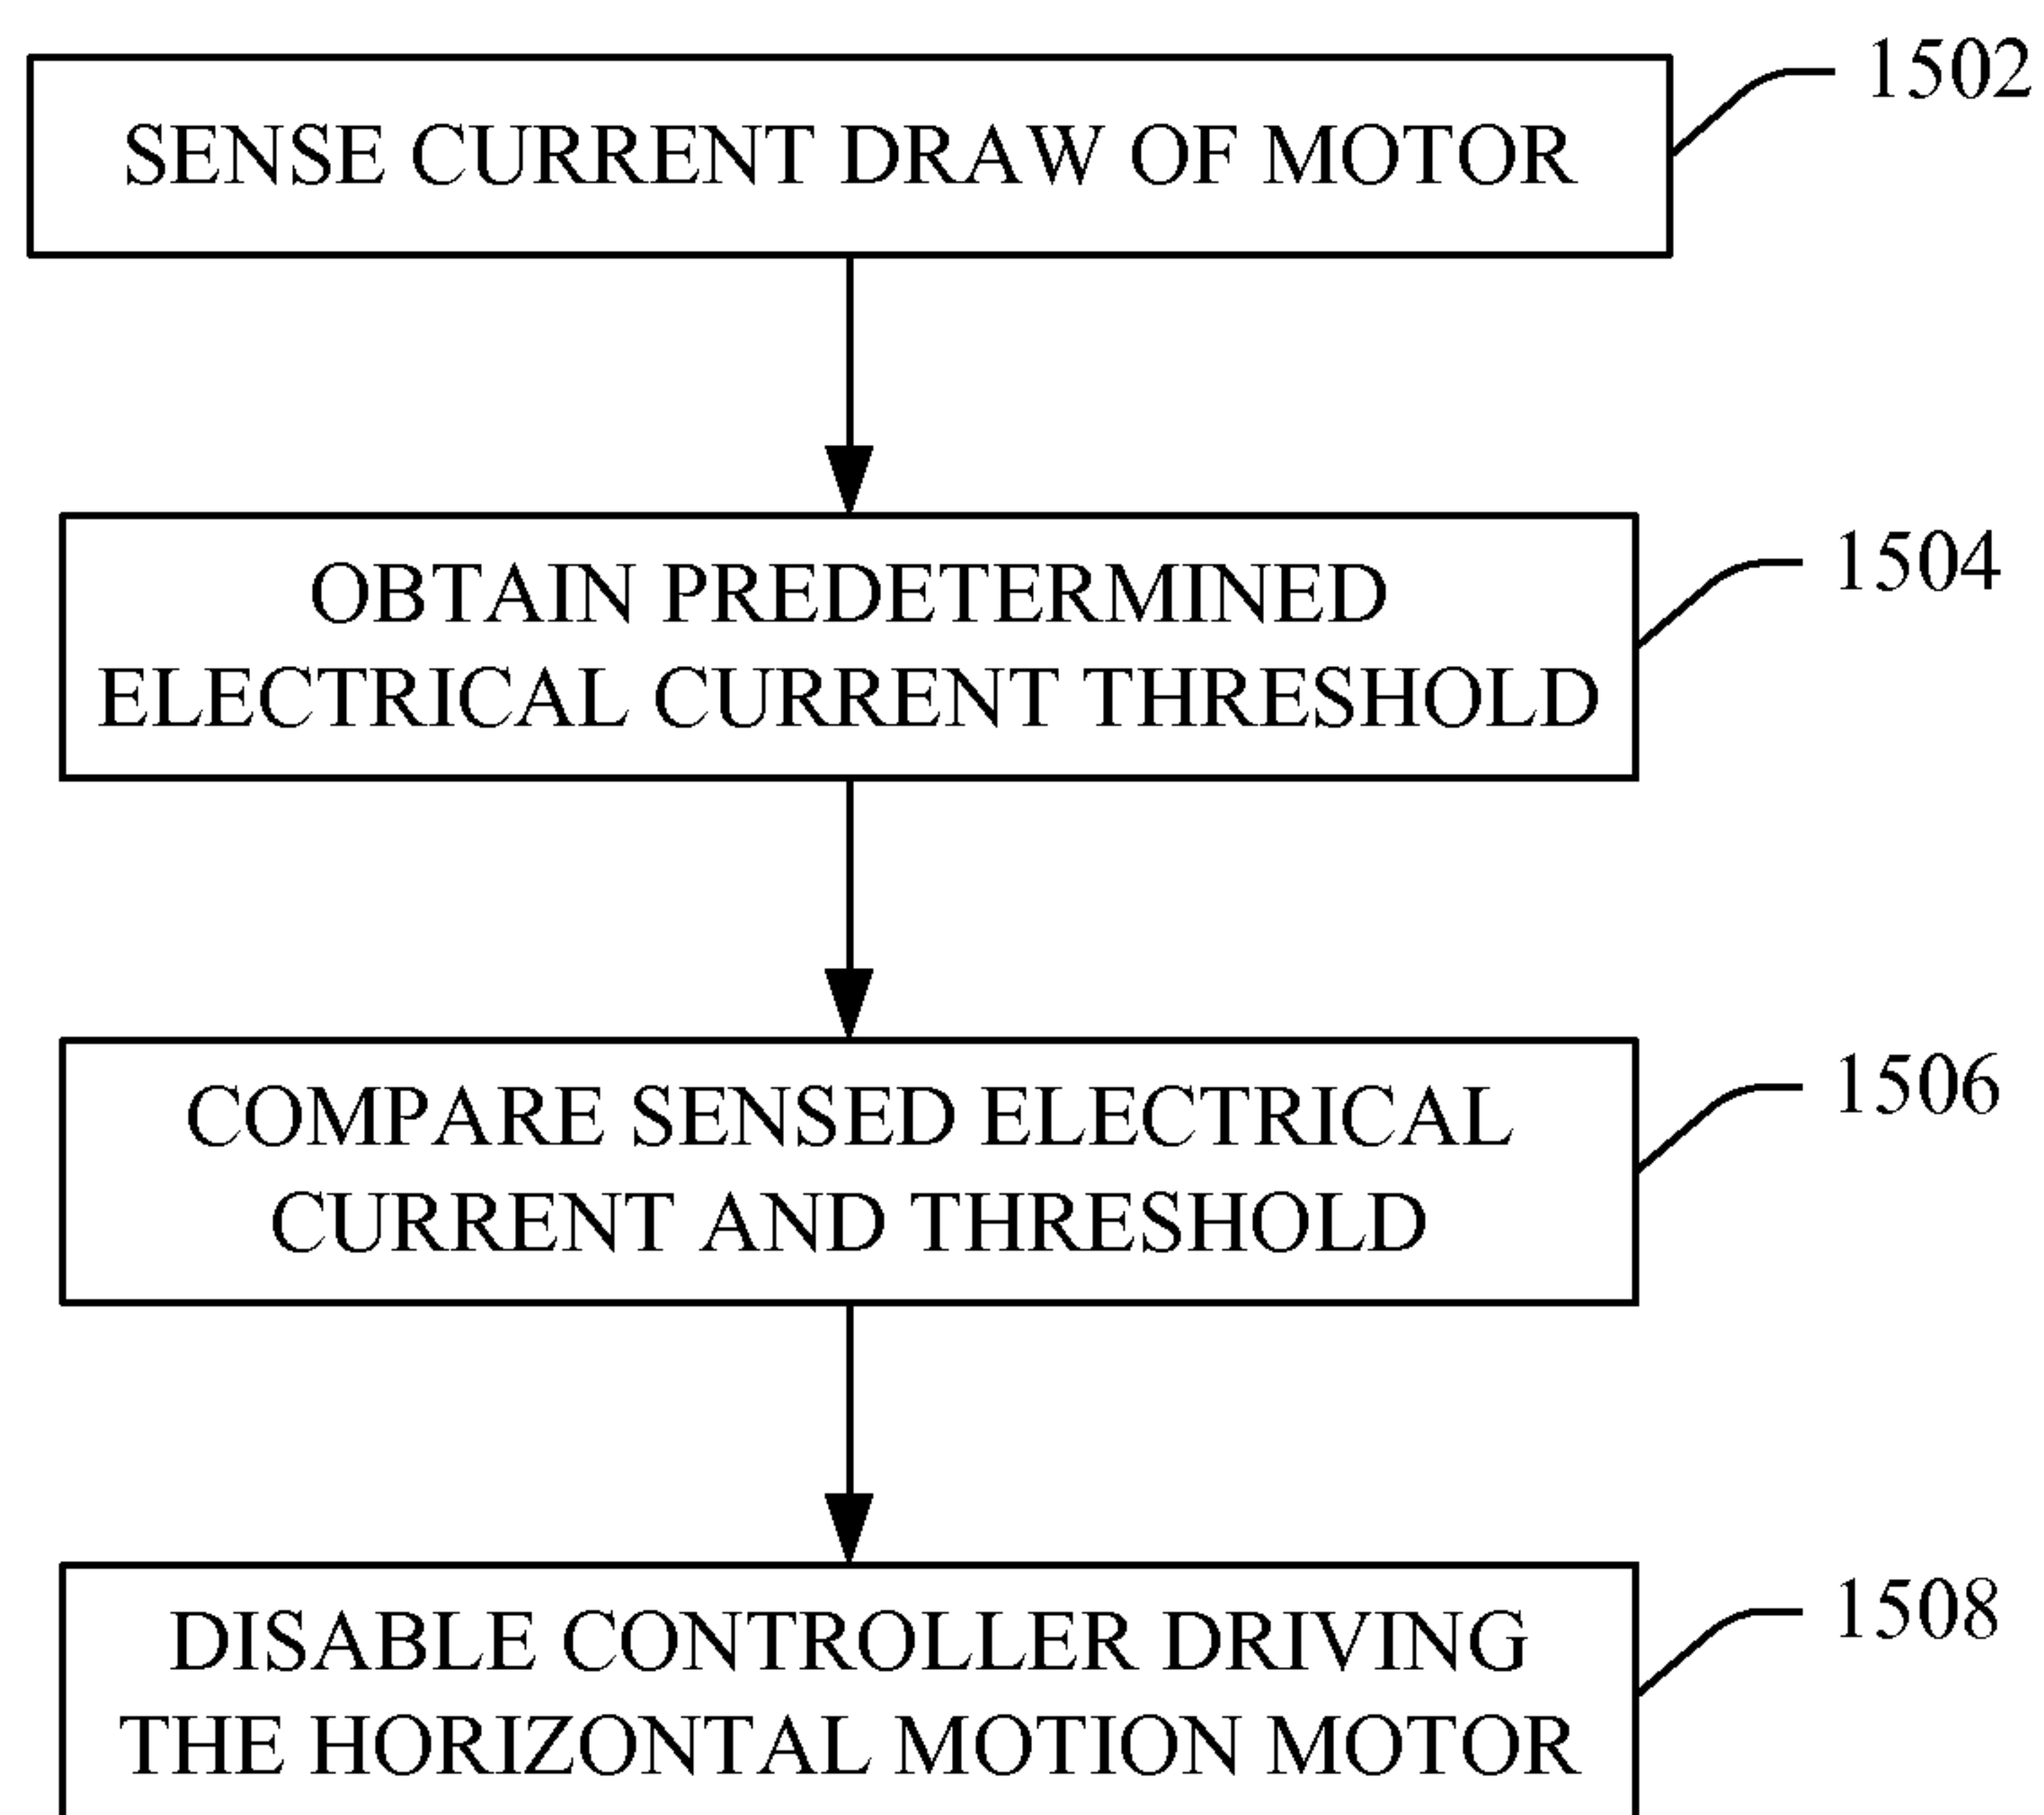 1502
SENSE CURRENT DRAW OF MOTOR
1504
OBTAIN PREDETERMINED
ELECTRICAL CURRENT THRESHOLD
1506
COMPARE SENSED ELECTRICAL
CURRENT AND THRESHOLD
1508
DISABLE CONTROLLER DRIVING
THE HORIZONTAL MOTION MOTOR